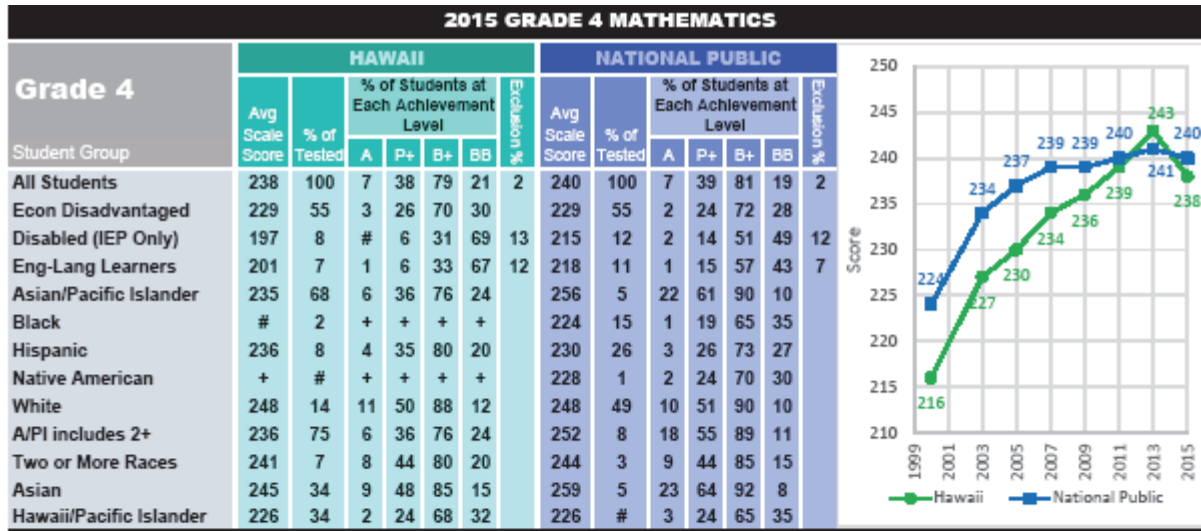 2015 GRADE 4 MATHEMATICS
HAWAII NATIONAL PUBLIC
Grade 4
Student Group
Avg Scale Score % of Tested % of Students at Each Achievement Level Exclusion % Avg Scale Score % of Tested % of Students at Each Achievement Level Exclusion %
A P+ B+ BB A P+ B+ BB
All Students 238 100 7 38 79 21 2 240 100 7 39 81 19 2
Econ Disadvantaged 229 55 3 26 70 30 229 55 2 24 72 28
Disabled (IEP Only) 197 8 # 6 31 69 13 215 12 2 14 51 49 12
Eng-Lang Learners 201 7 1 6 33 67 12 218 11 1 15 57 43 7
Asian/Pacific Islander 235 68 6 36 76 24 256 5 22 61 90 10
Black # 2 + + + + 224 15 1 19 65 35
Hispanic 236 8 4 35 80 20 230 26 3 26 73 27
Native American + # + + + + 228 1 2 24 70 30
White 248 14 11 50 88 12 248 49 10 51 90 10
A/PI includes 2+ 236 75 6 36 76 24 252 8 18 55 89 11
Two or More Races 241 7 8 44 80 20 244 3 9 44 85 15
Asian 245 34 9 48 85 15 259 5 23 64 92 8
Hawaii/Pacific Islander 226 34 2 24 68 32 226 # 3 24 65 35
Score
250
245
240
235
230
225
220
215
210
224 234 237 239 239 240 241 240
216 227 230 234 236 239 243 238
1999 2001 2003 2005 2007 2009 2011 2013 2015
Hawaii National Public